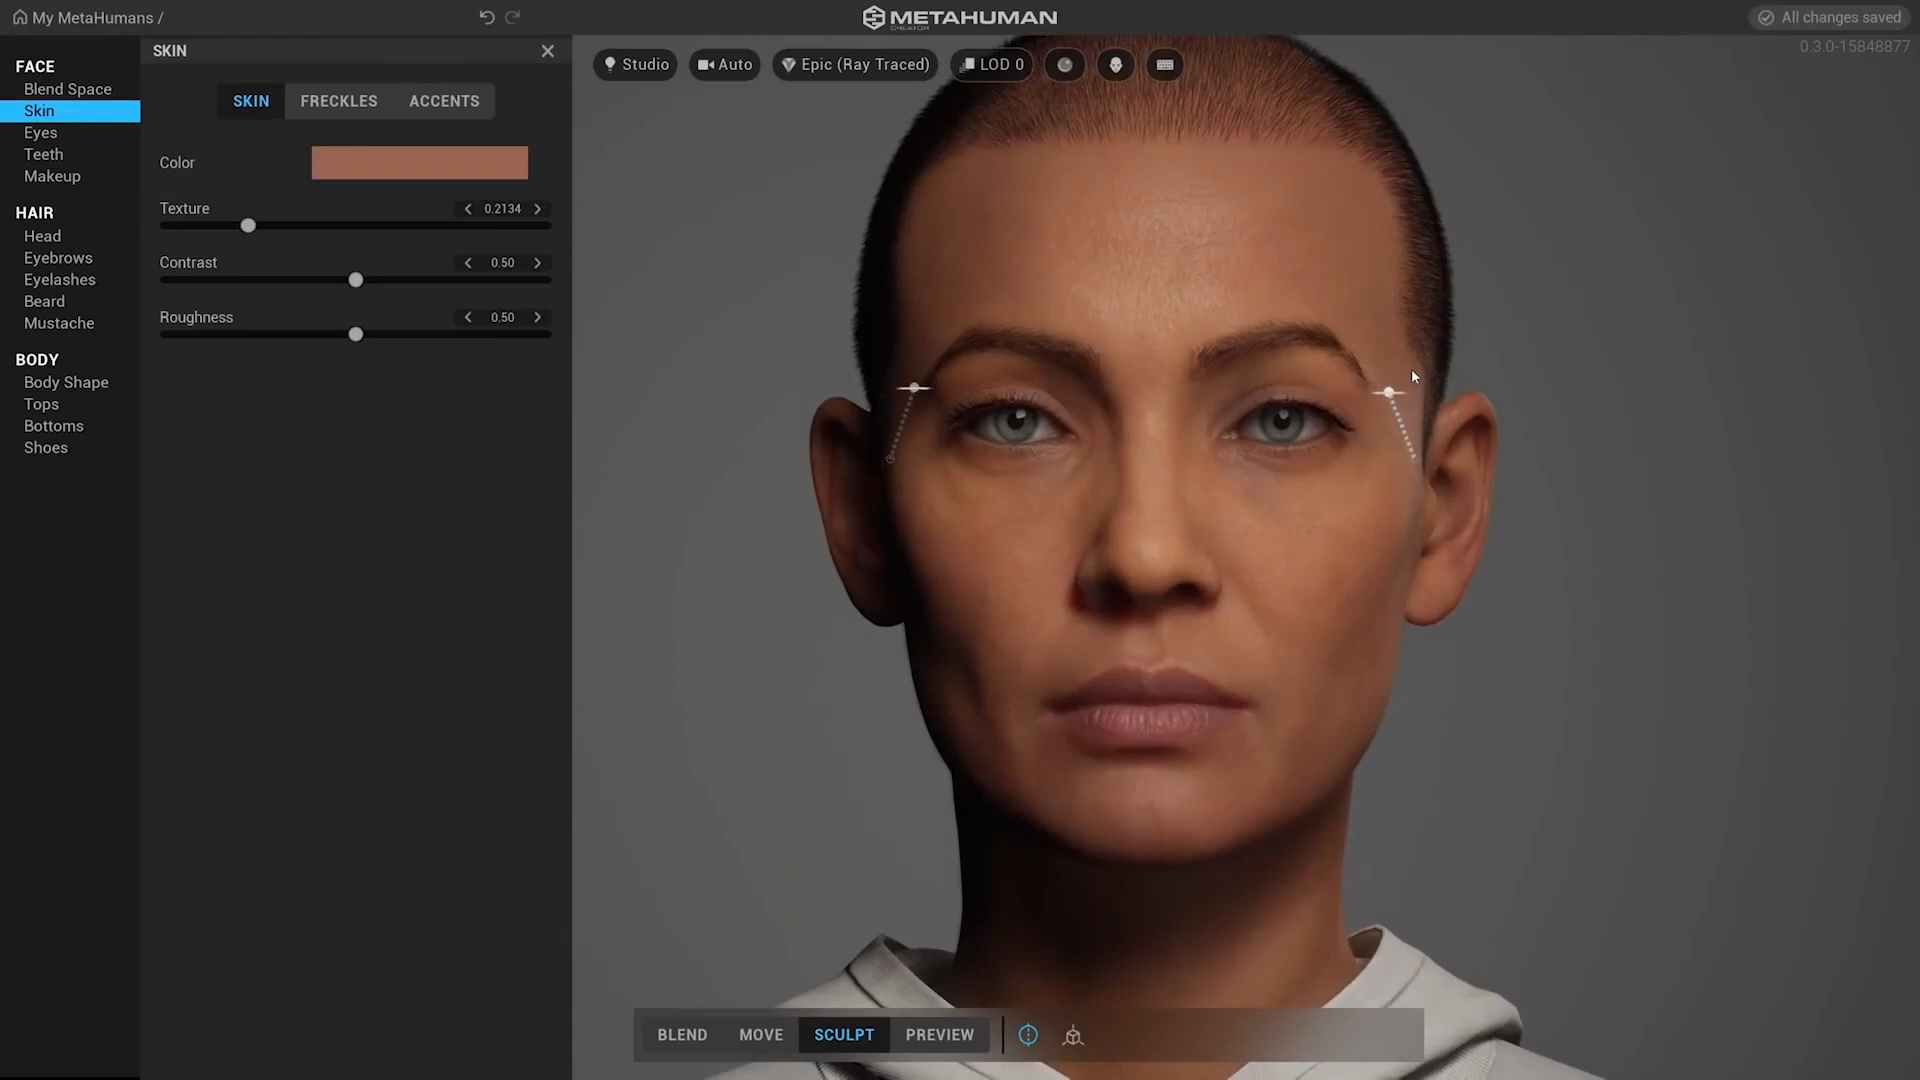 My MetaHumans /
METAHUMAN
CREATOR
All changes saved
0.3.0-15848877
FACE
Blend Space
Skin
Eyes
Teeth
Makeup
HAIR
Head
Eyebrows
Eyelashes
Beard
Mustache
BODY
Body Shape
Tops
Bottoms
Shoes
SKIN
SKIN FRECKLES ACCENTS
Color
Texture 0.2134
Contrast 0.50
Roughness 0.50
Studio Auto Epic (Ray Traced) LOD 0
BLEND MOVE SCULPT PREVIEW